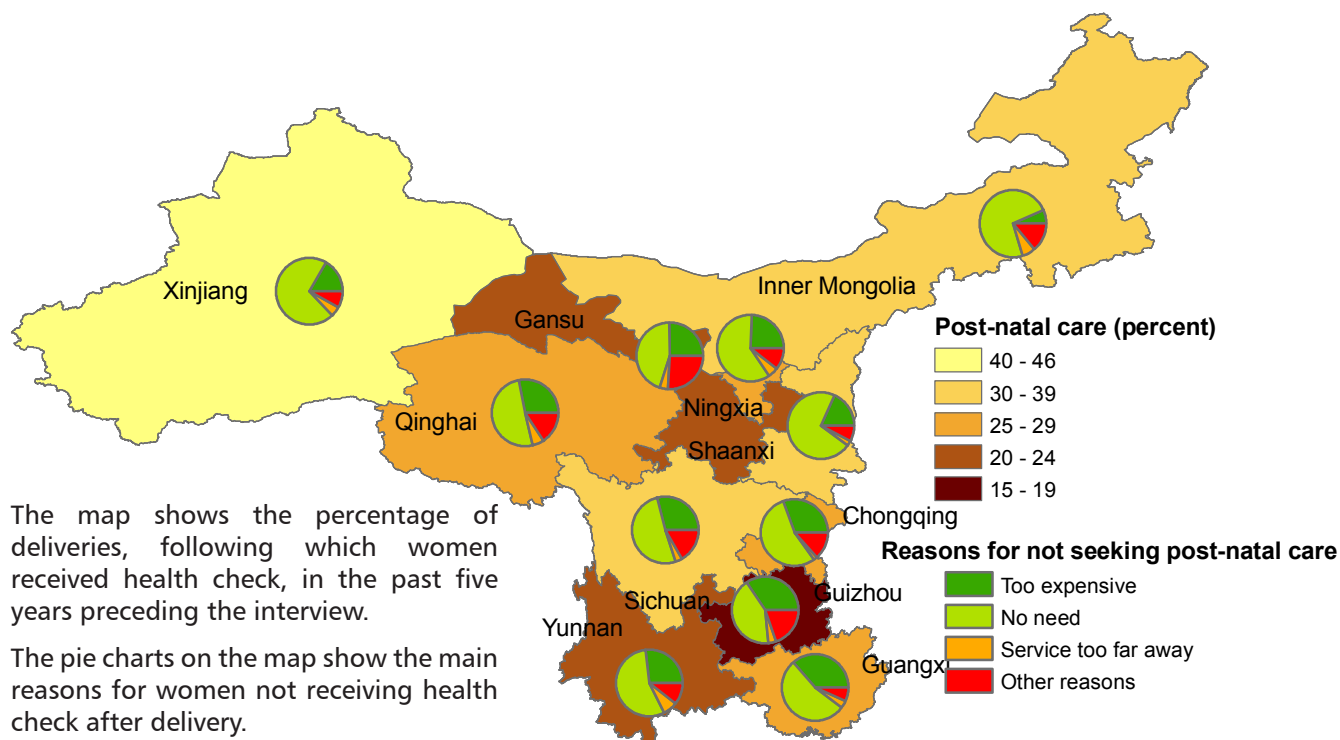 Xinjiang
Inner Mongolia
Gansu
Qinghai
Ningxia
Shaanxi
Chongqing
Sichuan
Guizhou
Yunnan
Guangxi
Post-natal care (percent)
40 - 46
30 - 39
25 - 29
20 - 24
15 - 19
Reasons for not seeking post-natal care
Too expensive
No need
Service too far away
Other reasons
The map shows the percentage of
deliveries, following which women
received health check, in the past five
years preceding the interview.
The pie charts on the map show the main
reasons for women not receiving health
check after delivery.